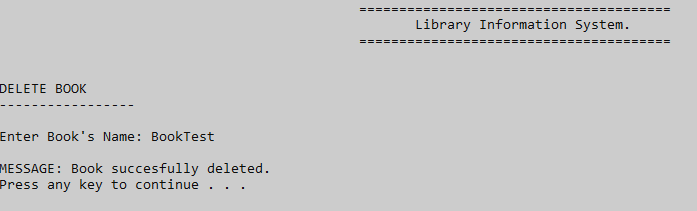 =======================================
Library Information System.
=======================================
DELETE BOOK
-----------------
Enter Book's Name: BookTest
MESSAGE: Book succesfully deleted.
Press any key to continue . . .